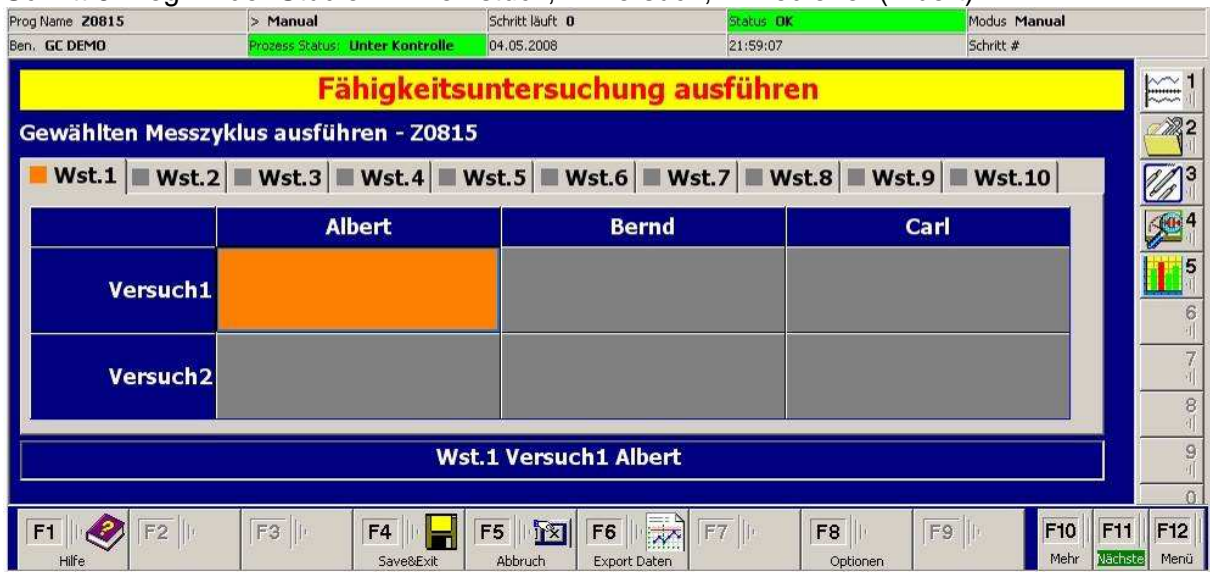 Prog Name Z0815 > Manual Schritt läuft 0 Status OK Modus Manual
Ben. GC DEMO Prozess Status: Unter Kontrolle 04.05.2008 21:59:07 Schritt #
Fähigkeitsuntersuchung ausführen
Gewählten Messzyklus ausführen - Z0815
Wst.1 Wst.2 Wst.3 Wst.4 Wst.5 Wst.6 Wst.7 Wst.8 Wst.9 Wst.10
Albert Bernd Carl
Versuch1
Versuch2
Wst.1 Versuch1 Albert
1
2
3
4
5
6
7
8
9
0
F1 F2 F3 F4 F5 F6 F7 F8 F9 F10 F11 F12
Hilfe Save&Exit Abbruch Export Daten Optionen Mehr Nächste Menü